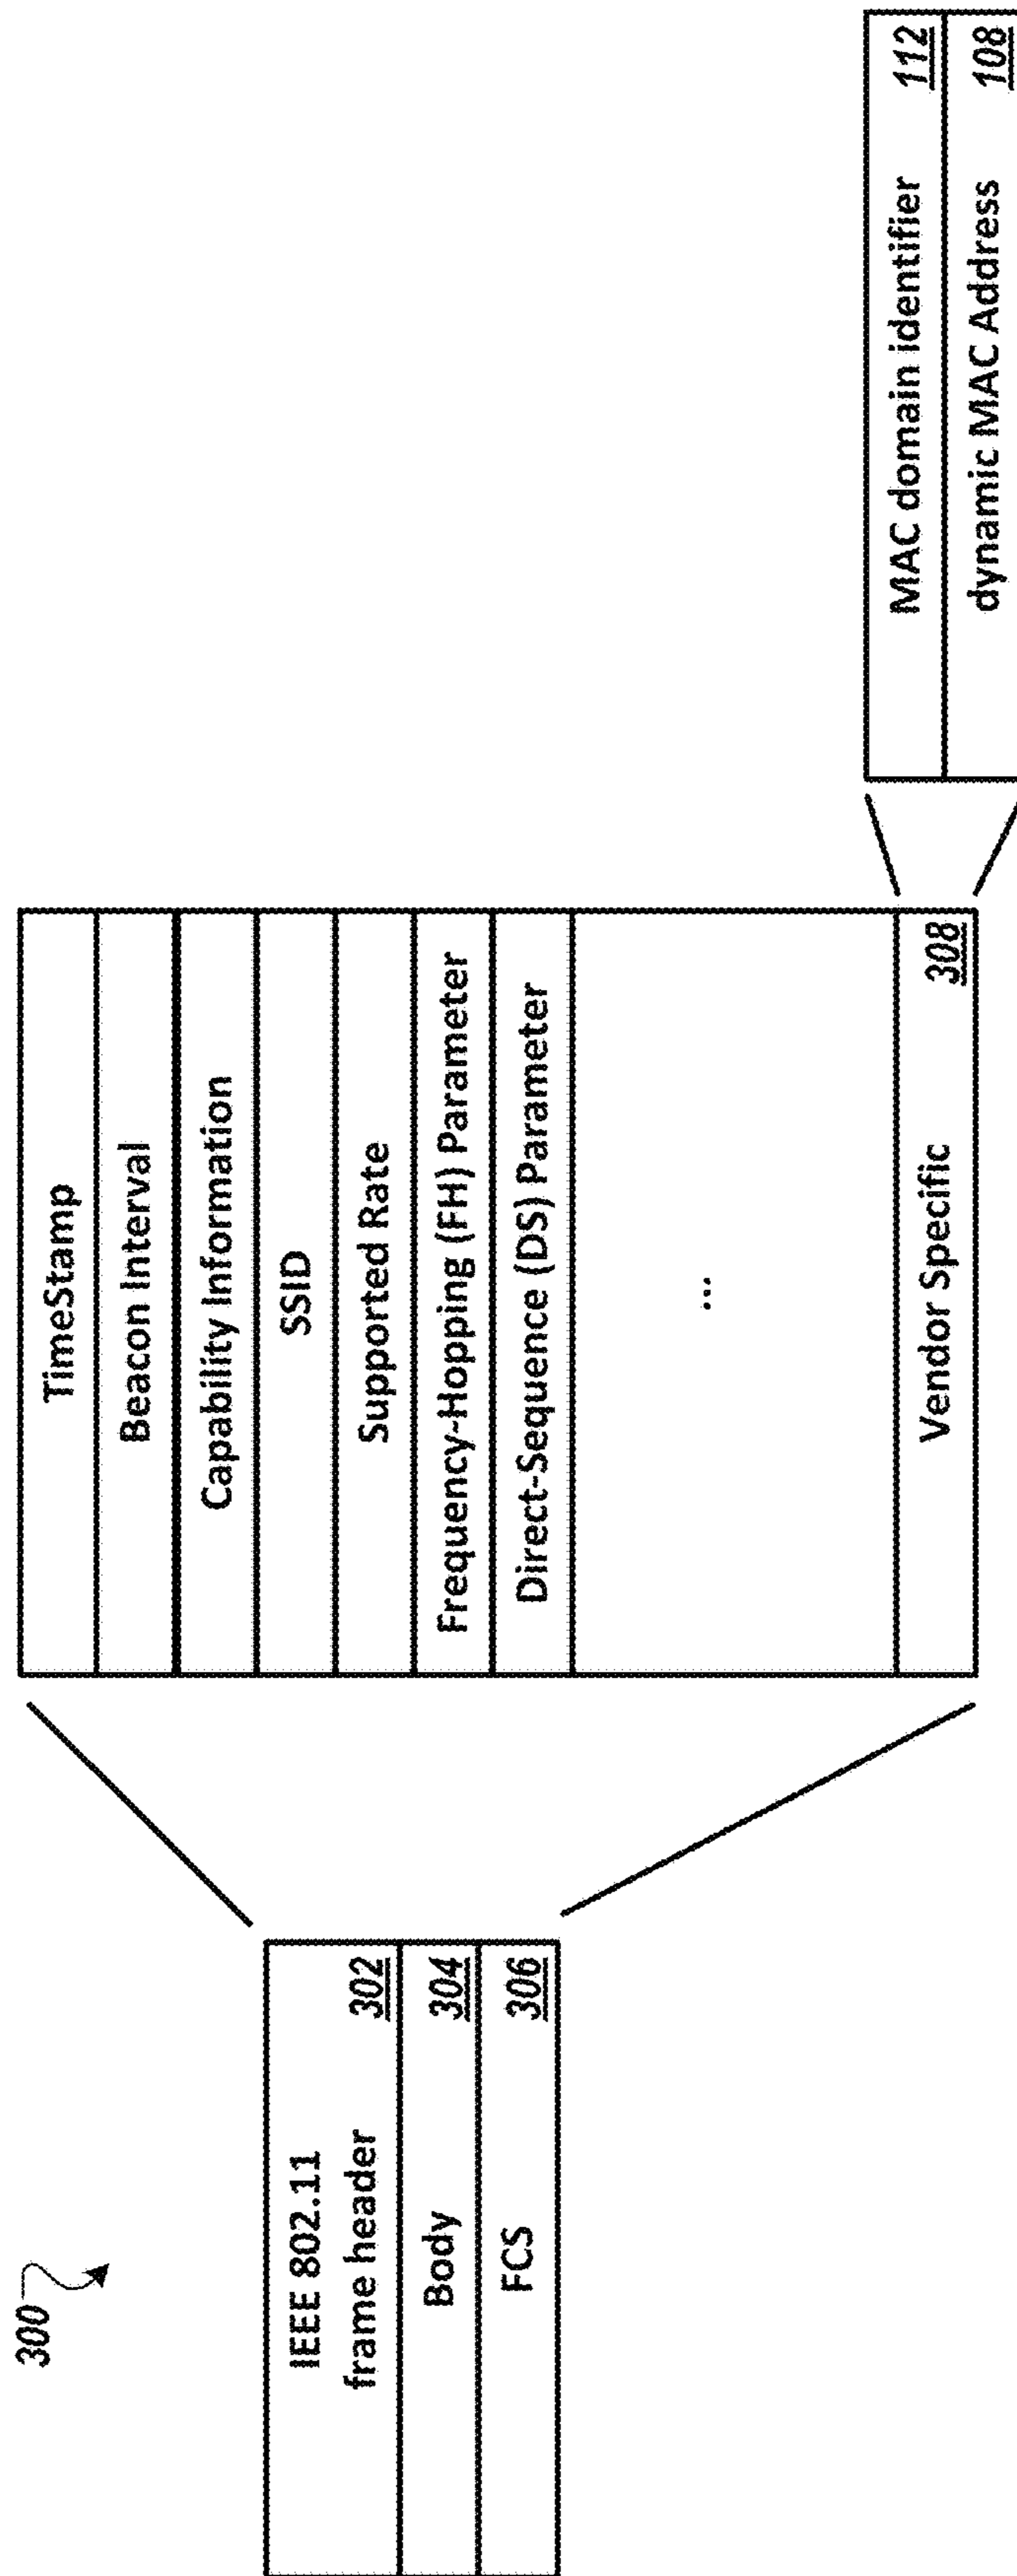 300
IEEE 802.11
frame header 302
Body 304
FCS 306
TimeStamp
Beacon Interval
Capability Information
SSID
Supported Rate
Frequency-Hopping (FH) Parameter
Direct-Sequence (DS) Parameter
...
Vendor Specific 308
MAC domain identifier 112
dynamic MAC Address 108